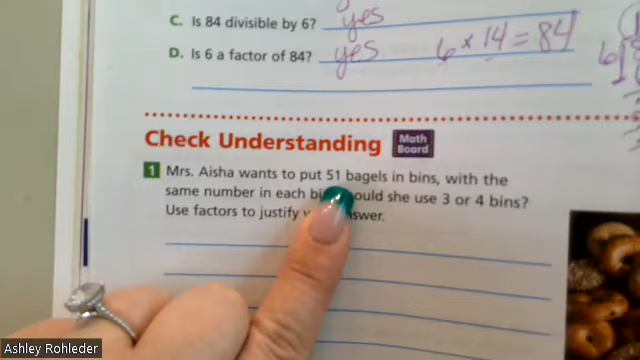 C. Is 84 divisible by 6? yes
D. Is 6 a factor of 84? yes 6 × 14 = 84
6
Check Understanding Math Board
1 Mrs. Aisha wants to put 51 bagels in bins, with the
same number in each ould she use 3 or 4 bins?
Use factors to justify swer.
Ashley Rohleder